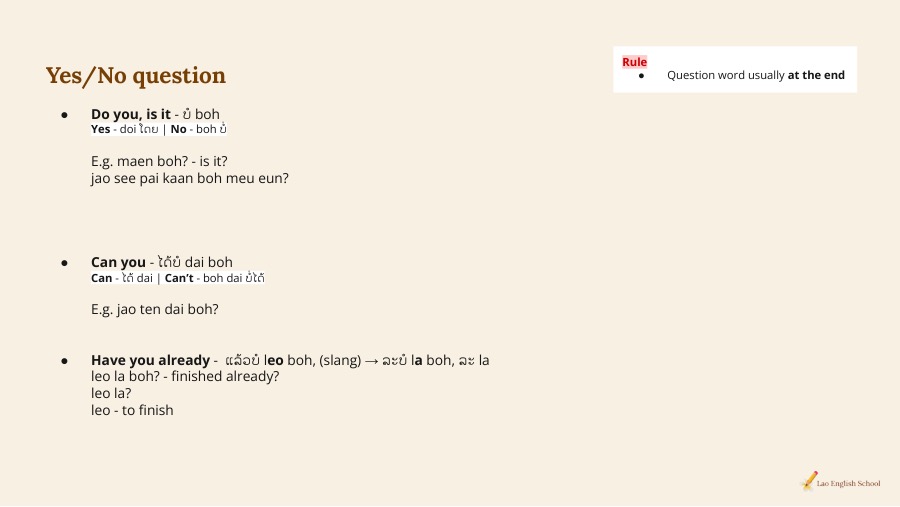 Yes/No question
Rule
● Question word usually at the end
● Do you, is it - ບໍ boh
Yes - doi ໂດຍ | No - boh ບໍ່
E.g. maen boh? - is it?
jao see pai kaan boh meu eun?
● Can you - ໄດ້ບໍ dai boh
Can - ໄດ້ dai | Can’t - boh dai ບໍ່ໄດ້
E.g. jao ten dai boh?
● Have you already - ແລ້ວບໍ leo boh, (slang) → ລະບໍ la boh, ລະ la
leo la boh? - finished already?
leo la?
leo - to finish
Lao English School